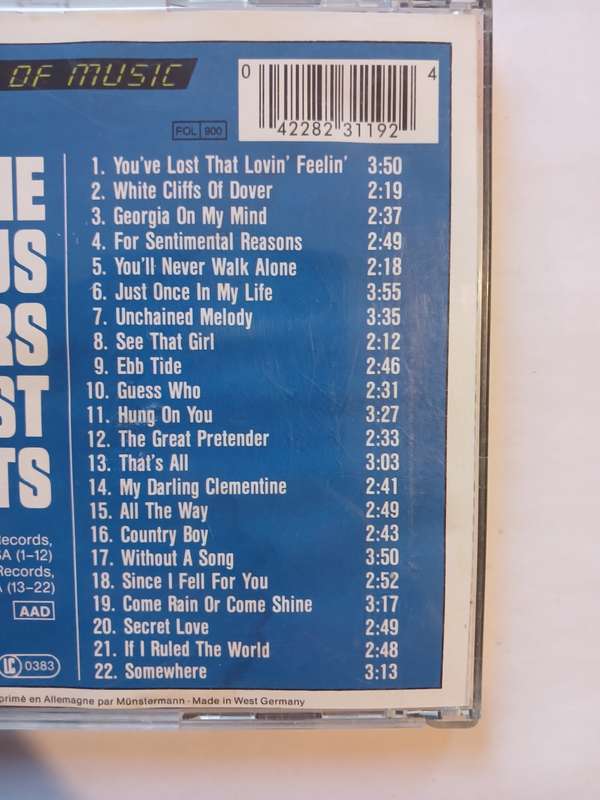 OF MUSIC
0 4
42282 31192
POL 900
1. You've Lost That Lovin' Feelin' 3:50
2. White Cliffs Of Dover 2:19
3. Georgia On My Mind 2:37
4. For Sentimental Reasons 2:49
5. You'll Never Walk Alone 2:18
6. Just Once In My Life 3:55
7. Unchained Melody 3:35
8. See That Girl 2:12
9. Ebb Tide 2:46
10. Guess Who 2:31
11. Hung On You 3:27
12. The Great Pretender 2:33
13. That's All 3:03
14. My Darling Clementine 2:41
15. All The Way 2:49
16. Country Boy 2:43
17. Without A Song 3:50
18. Since I Fell For You 2:52
19. Come Rain Or Come Shine 3:17
20. Secret Love 2:49
21. If I Ruled The World 2:48
22. Somewhere 3:13
HE
US
RS
ST
TS
Records,
SA (1–12)
Records,
A (13–22)
AAD
LC 0383
primé en Allemagne par Münstermann - Made in West Germany